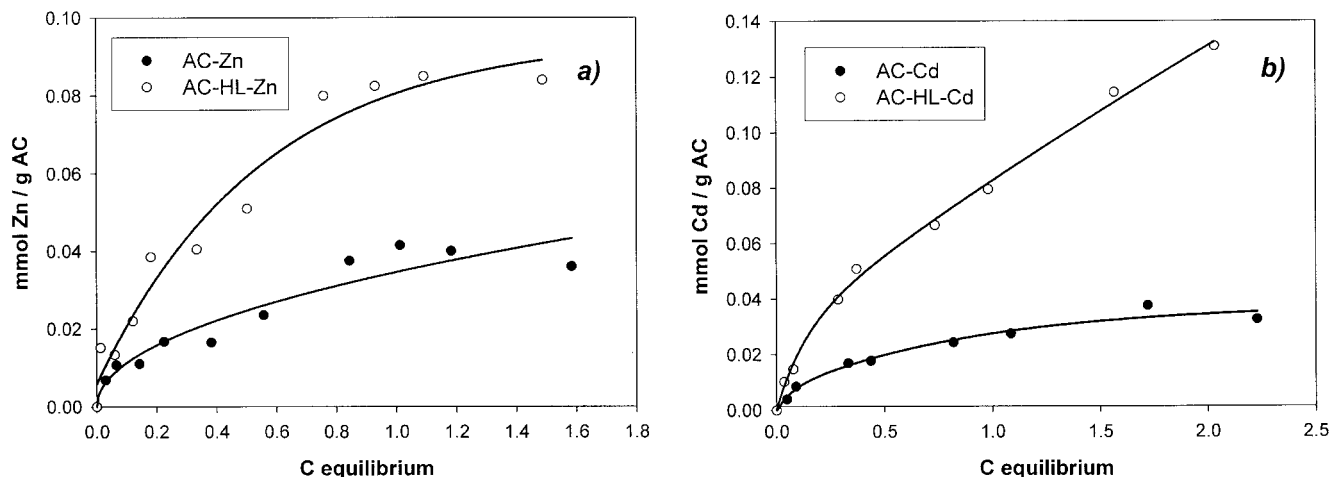 a)
AC-Zn
AC-HL-Zn
mmol Zn / g AC
0.10
0.08
0.06
0.04
0.02
0.00
0.0 0.2 0.4 0.6 0.8 1.0 1.2 1.4 1.6 1.8
C equilibrium
b)
AC-Cd
AC-HL-Cd
mmol Cd / g AC
0.14
0.12
0.10
0.08
0.06
0.04
0.02
0.00
0.0 0.5 1.0 1.5 2.0 2.5
C equilibrium